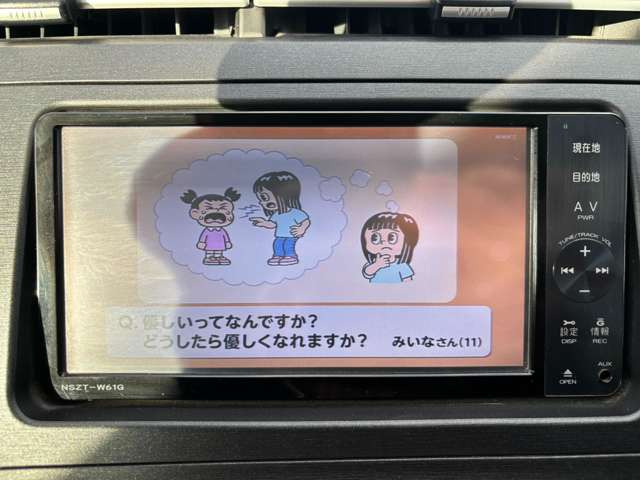 Q. 優しいってなんですか?
どうしたら優しくなれますか? みいなさん(11)
現在地
目的地
AV
PWR
TUNE/TRACK VOL
+
−
設定 情報
DISP REC
AUX
OPEN
NSZT-W61G